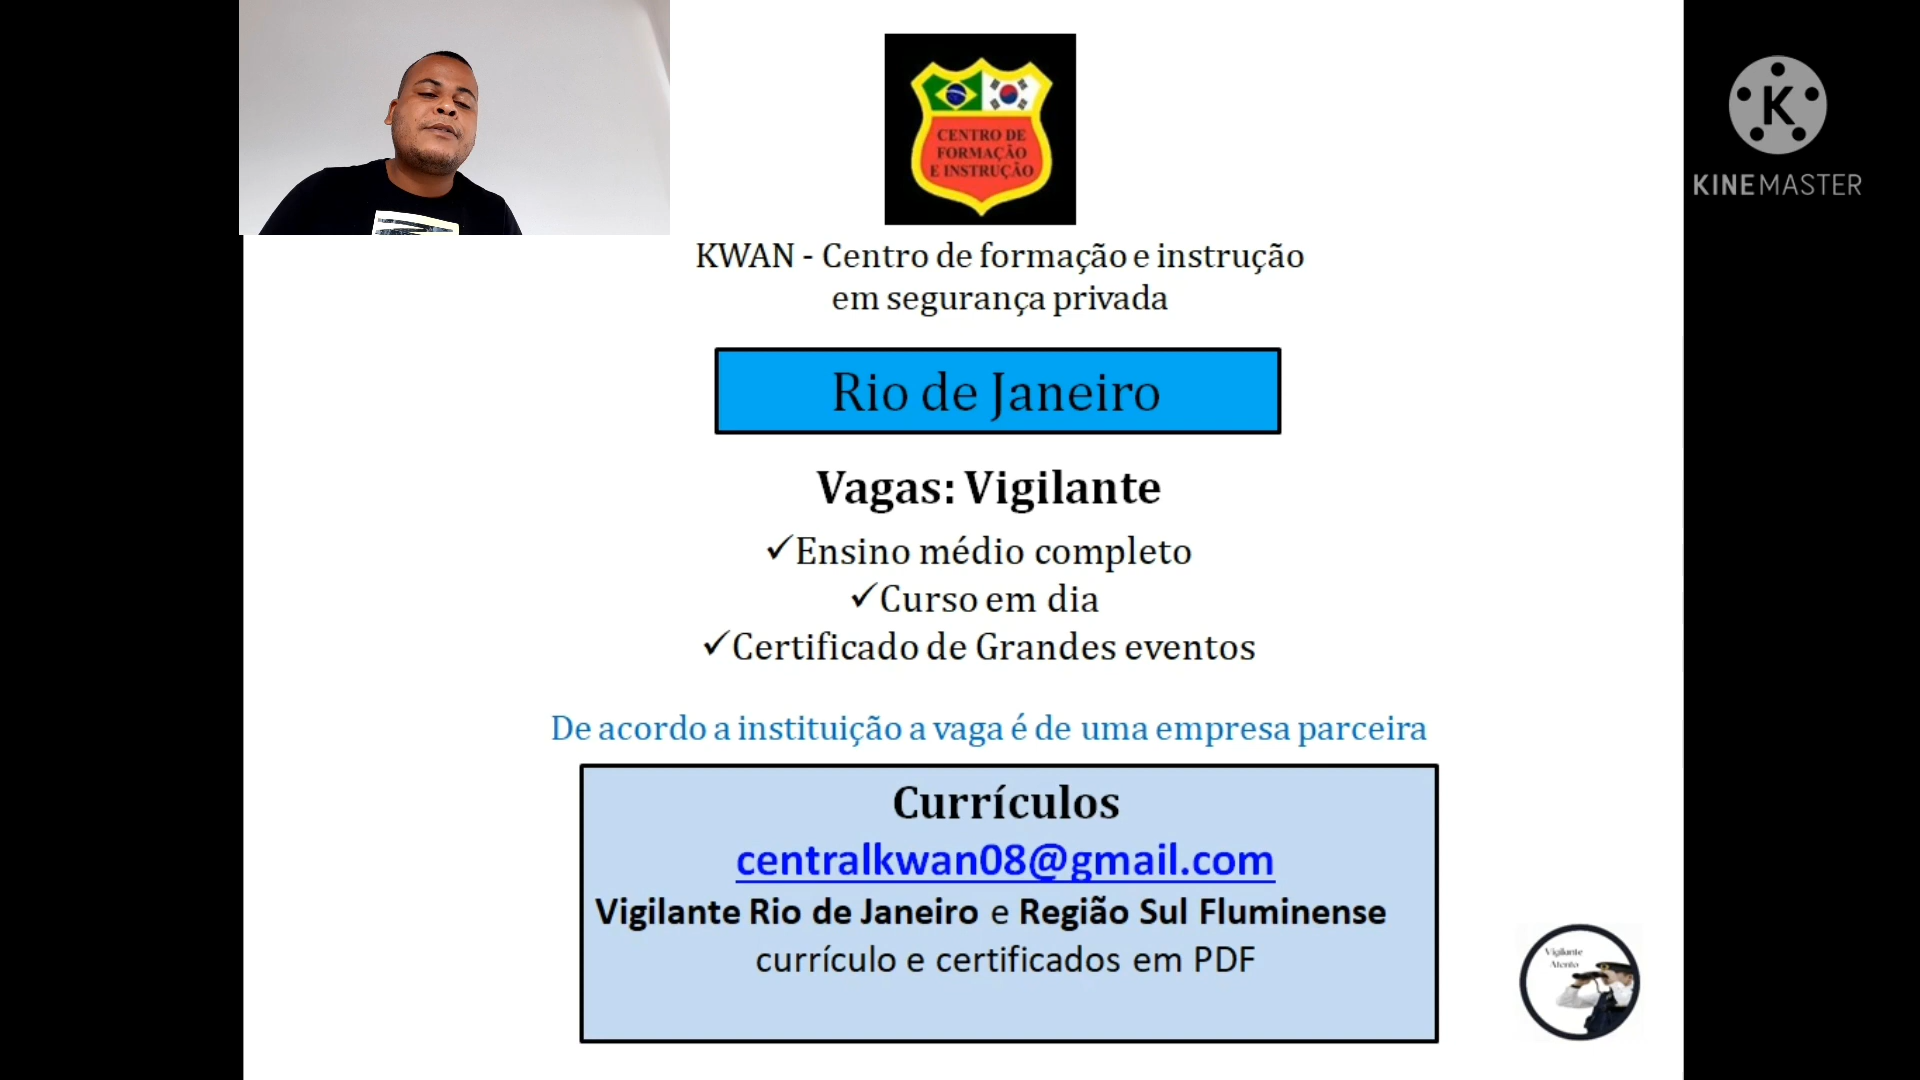 CENTRO DE
FORMAÇÃO
E INSTRUÇÃO
K
KINEMASTER
KWAN - Centro de formação e instrução
em segurança privada
Rio de Janeiro
Vagas: Vigilante
✓Ensino médio completo
✓Curso em dia
✓Certificado de Grandes eventos
De acordo a instituição a vaga é de uma empresa parceira
Currículos
centralkwan08@gmail.com
Vigilante Rio de Janeiro e Região Sul Fluminense
currículo e certificados em PDF
Vigilante
Atento